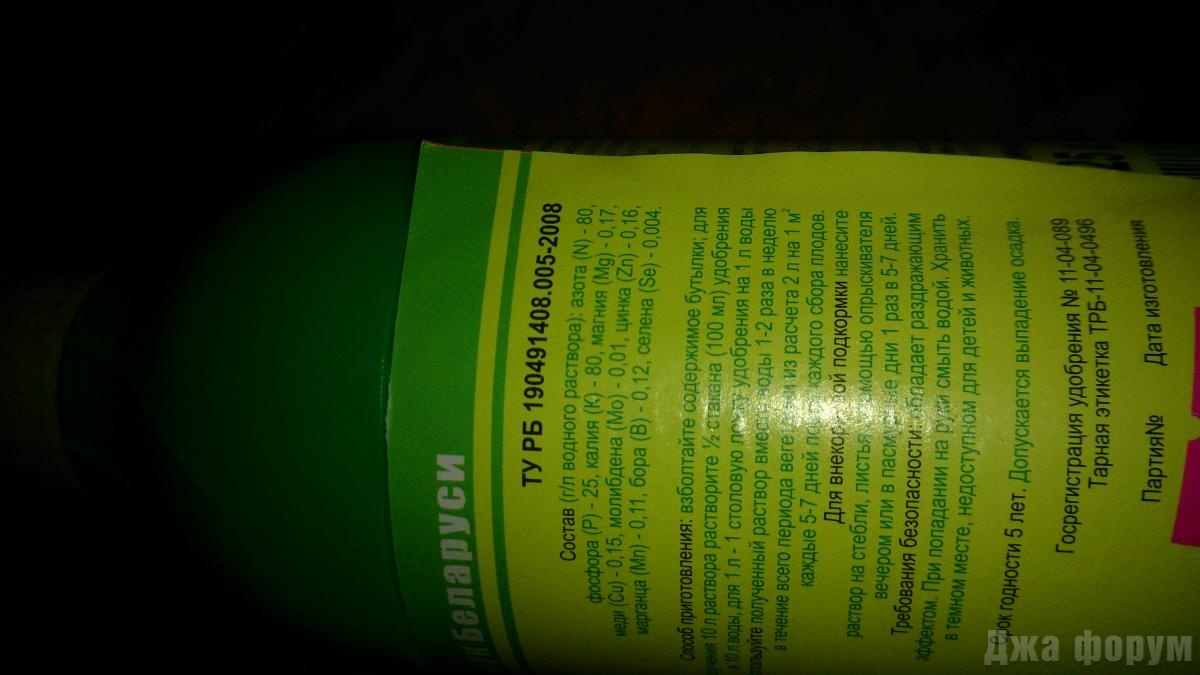 Беларуси
ТУ РБ 190491408.005-2008
Состав (г/л водного раствора): азота (N) - 80,
фосфора (Р) - 25, калия (К) - 80, магния (Mg) - 0,17,
меди (Cu) - 0,15, молибдена (Мо) - 0,01, цинка (Zn) - 0,16,
марганца (Mn) - 0,11, бора (В) - 0,12, селена (Se) - 0,004.
Способ приготовления: взболтайте содержимое бутылки; для
10 л раствора растворите ½ стакана (100 мл) удобрения
в 10 л воды, для 1 л - 1 столовую ложку удобрения на 1 л воды
полученный раствор вместо воды 1-2 раза в неделю
в течение всего периода вегетации из расчета 2 л на 1 м²
каждые 5-7 дней после каждого сбора плодов.
Для внекорневой подкормки нанесите
раствор на стебли, листья с помощью опрыскивателя
вечером или в пасмурные дни 1 раз в 5-7 дней.
Требования безопасности: обладает раздражающим
эффектом. При попадании на руки смыть водой. Хранить
в темном месте, недоступном для детей и животных.
Срок годности 5 лет. Допускается выпадение осадка.
Госрегистрация удобрения № 11-04-089
Тарная этикетка ТРБ-11-04-0496
Партия№ Дата изготовления
Джа форум